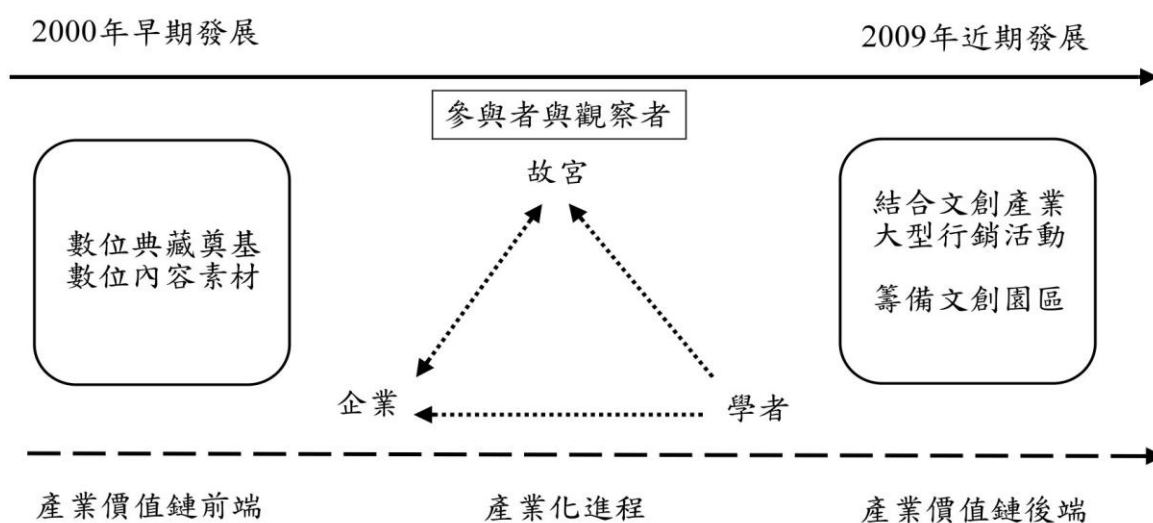 2000年早期發展
2009年近期發展
參與者與觀察者
故宮
數位典藏奠基
數位內容素材
結合文創產業
大型行銷活動
籌備文創園區
企業
學者
產業價值鏈前端
產業化進程
產業價值鏈後端